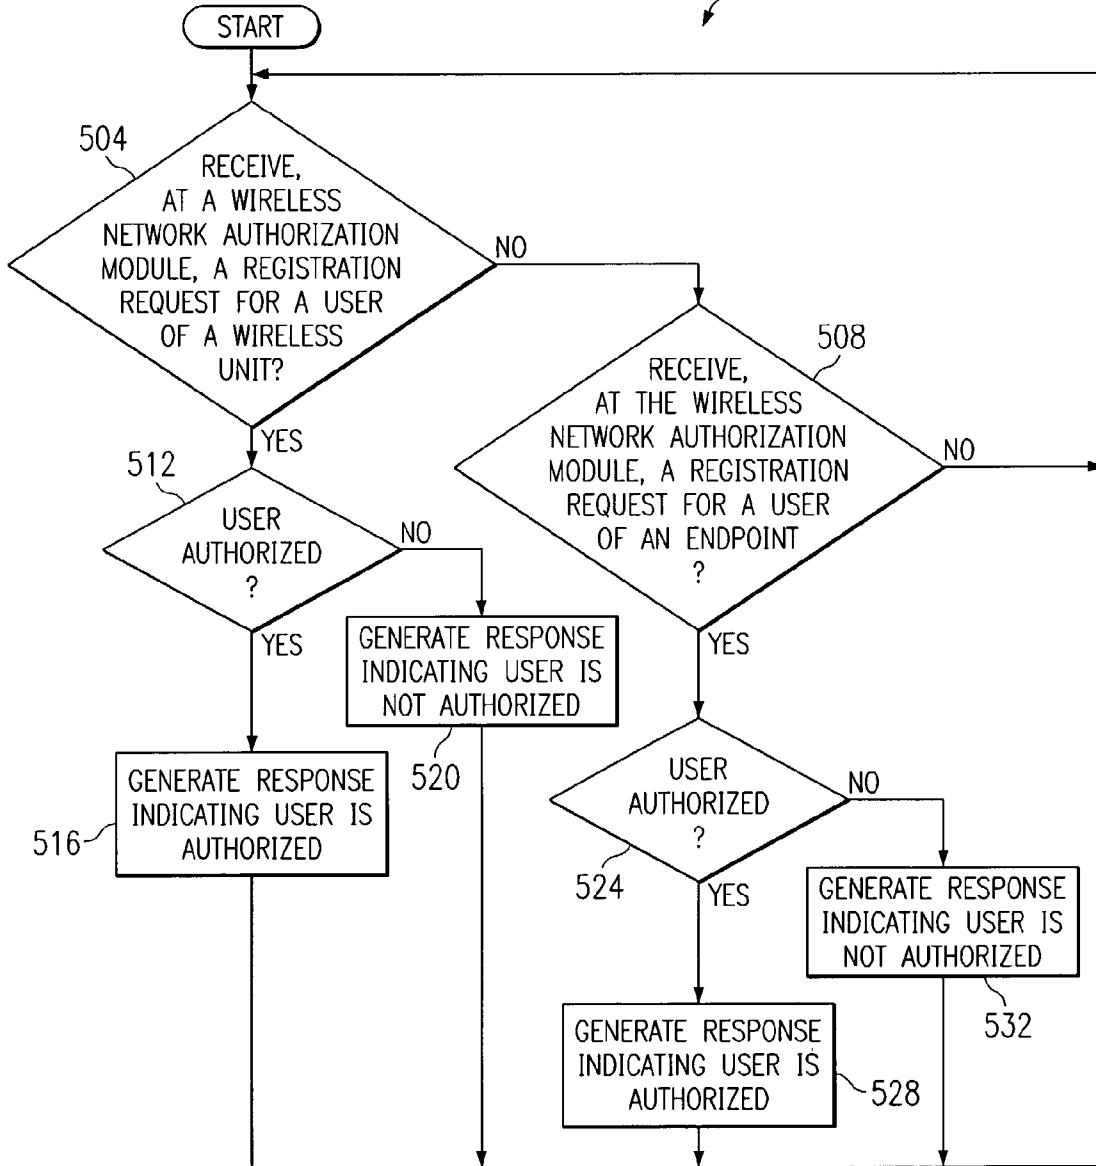 START
504
RECEIVE,
AT A WIRELESS
NETWORK AUTHORIZATION
MODULE, A REGISTRATION
REQUEST FOR A USER
OF A WIRELESS
UNIT?
NO
YES
508
RECEIVE,
AT THE WIRELESS
NETWORK AUTHORIZATION
MODULE, A REGISTRATION
REQUEST FOR A USER
OF AN ENDPOINT
?
NO
YES
512
USER
AUTHORIZED
?
NO
YES
GENERATE RESPONSE
INDICATING USER IS
NOT AUTHORIZED
520
GENERATE RESPONSE
INDICATING USER IS
AUTHORIZED
516
USER
AUTHORIZED
?
NO
524
YES
GENERATE RESPONSE
INDICATING USER IS
NOT AUTHORIZED
532
GENERATE RESPONSE
INDICATING USER IS
AUTHORIZED
528